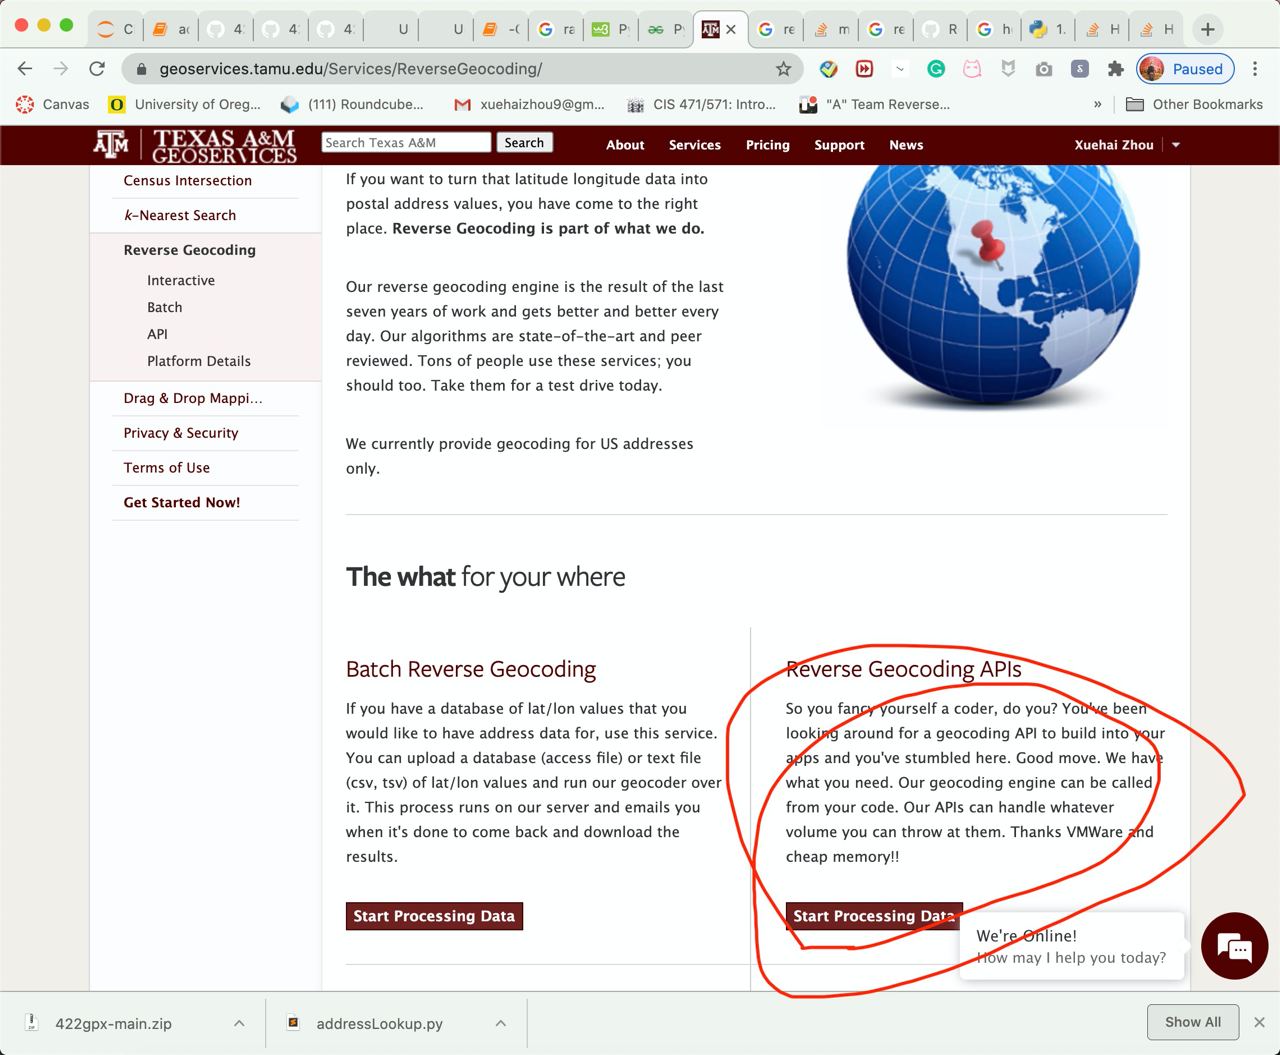 C
ac
4:
4:
4:
U
U
-(
ra
P
Py
re
m
re
R
h
1.
H
H
geoservices.tamu.edu/Services/ReverseGeocoding/
Paused
Canvas
University of Oreg...
(111) Roundcube...
xuehaizhou9@gm...
CIS 471/571: Intro...
"A" Team Reverse...
»
Other Bookmarks
ATM
TEXAS A&M
GEOSERVICES
Search Texas A&M
Search
About
Services
Pricing
Support
News
Xuehai Zhou
Census Intersection
k-Nearest Search
Reverse Geocoding
Interactive
Batch
API
Platform Details
Drag & Drop Mappi...
Privacy & Security
Terms of Use
Get Started Now!
If you want to turn that latitude longitude data into
postal address values, you have come to the right
place. Reverse Geocoding is part of what we do.
Our reverse geocoding engine is the result of the last
seven years of work and gets better and better every
day. Our algorithms are state-of-the-art and peer
reviewed. Tons of people use these services; you
should too. Take them for a test drive today.
We currently provide geocoding for US addresses
only.
The what for your where
Batch Reverse Geocoding
If you have a database of lat/lon values that you
would like to have address data for, use this service.
You can upload a database (access file) or text file
(csv, tsv) of lat/lon values and run our geocoder over
it. This process runs on our server and emails you
when it's done to come back and download the
results.
Start Processing Data
Reverse Geocoding APIs
So you fancy yourself a coder, do you? You've been
looking around for a geocoding API to build into your
apps and you've stumbled here. Good move. We have
what you need. Our geocoding engine can be called
from your code. Our APIs can handle whatever
volume you can throw at them. Thanks VMWare and
cheap memory!!
Start Processing Data
We're Online!
How may I help you today?
422gpx-main.zip
addressLookup.py
Show All